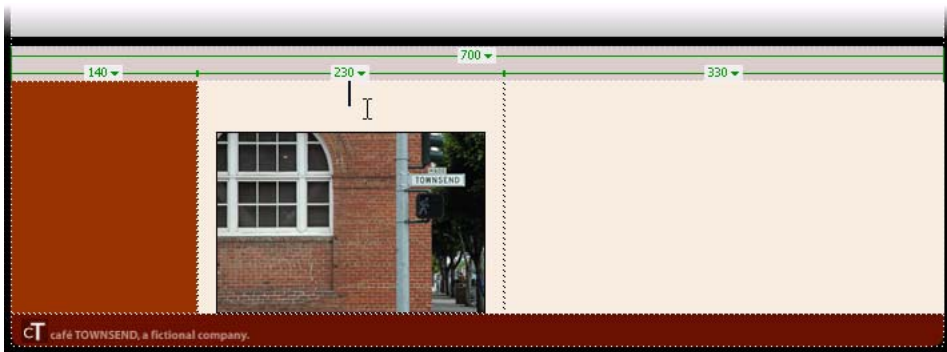 700
140
230
330
TOWNSEND
cT café TOWNSEND, a fictional company.